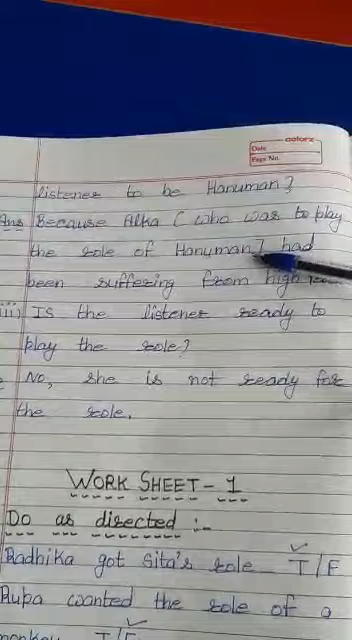 colorz
Date
Page No.
listener to be Hanuman?
Ans Because Alka ( who was to play
the role of Hanuman) had
been suffering from high
iii) Is the listener ready to
play the role?
No, she is not ready for
the role.
WORK SHEET - 1
Do as directed :-
Radhika got Sita's role T/F
Rupa wanted the role of a
monkey T/F